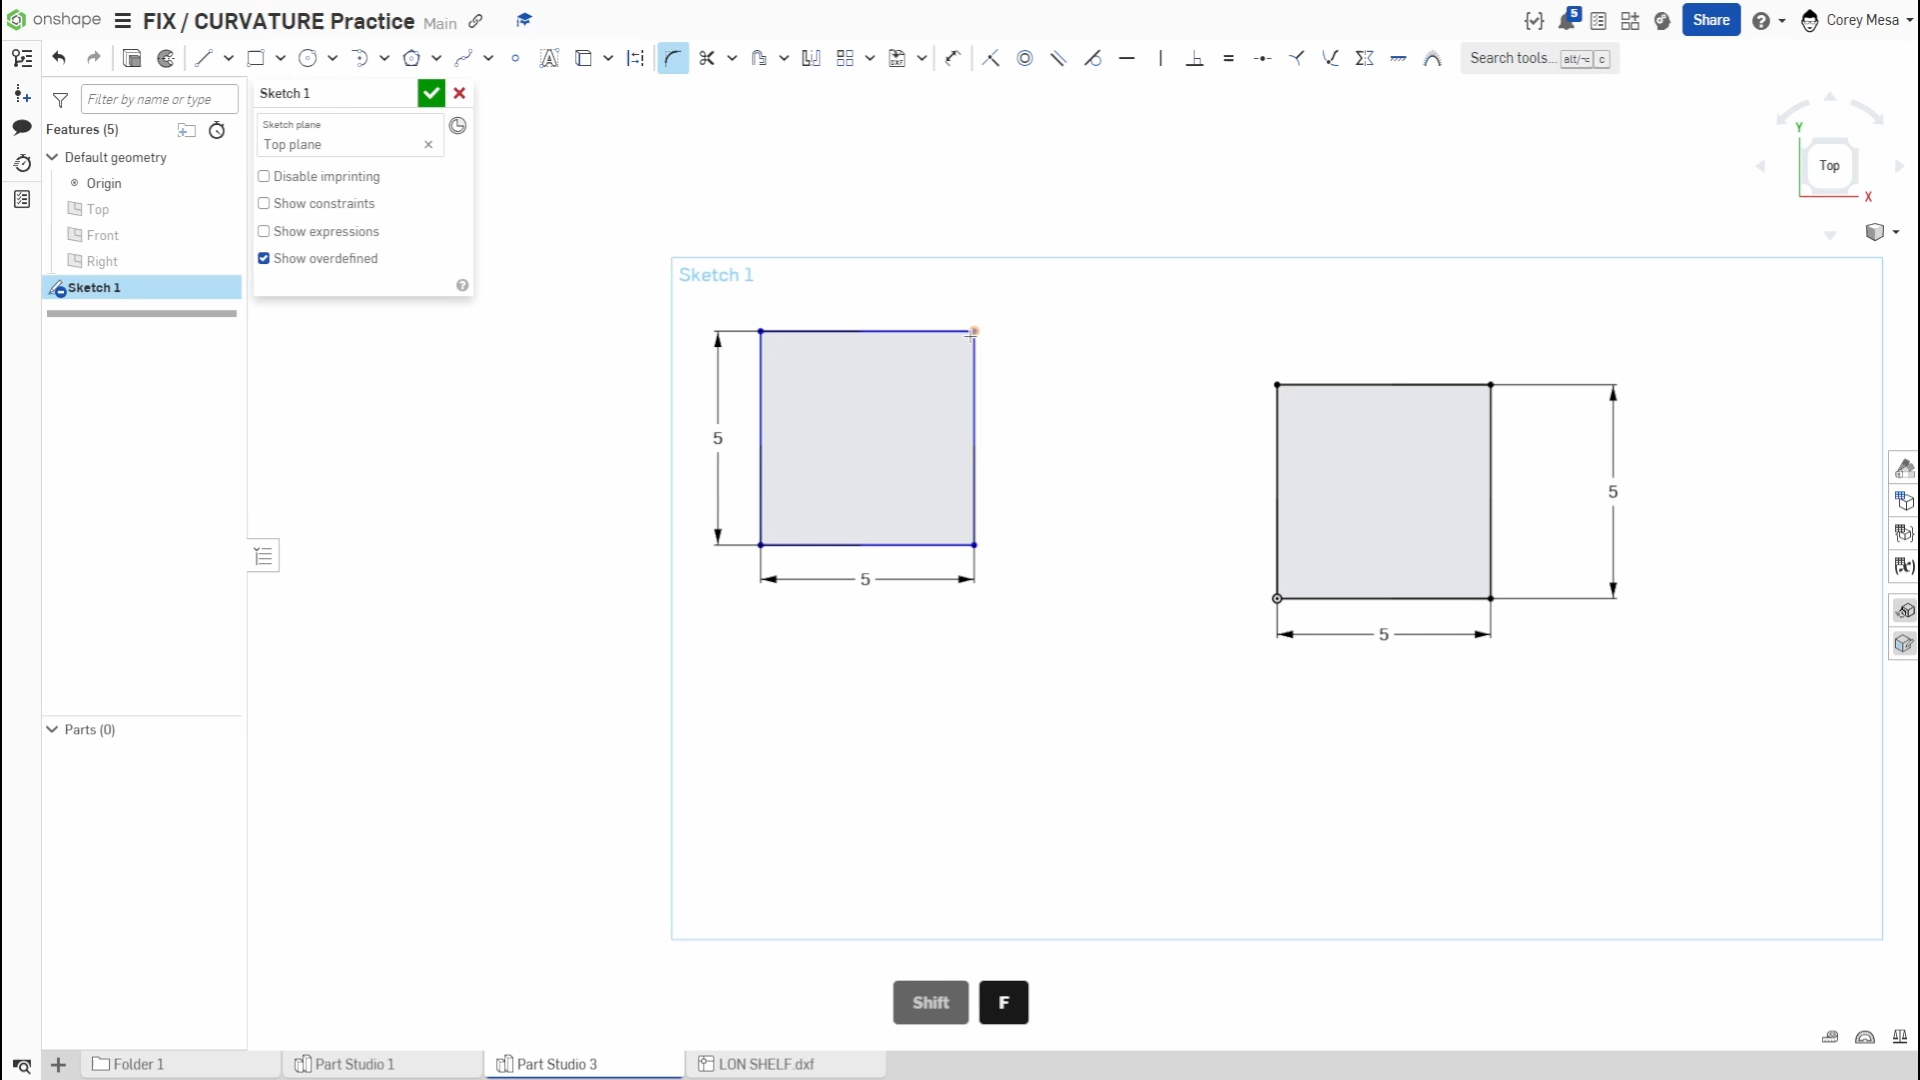 onshape
FIX / CURVATURE Practice Main
5
Share
Corey Mesa
Search tools... alt/⌥ c
Filter by name or type
Features (5)
Default geometry
Origin
Top
Front
Right
Sketch 1
Sketch 1
Sketch plane
Top plane
Disable imprinting
Show constraints
Show expressions
Show overdefined
Y
Top
X
Sketch 1
5
5
5
5
Parts (0)
Shift F
Folder 1
Part Studio 1
Part Studio 3
LON SHELF.dxf